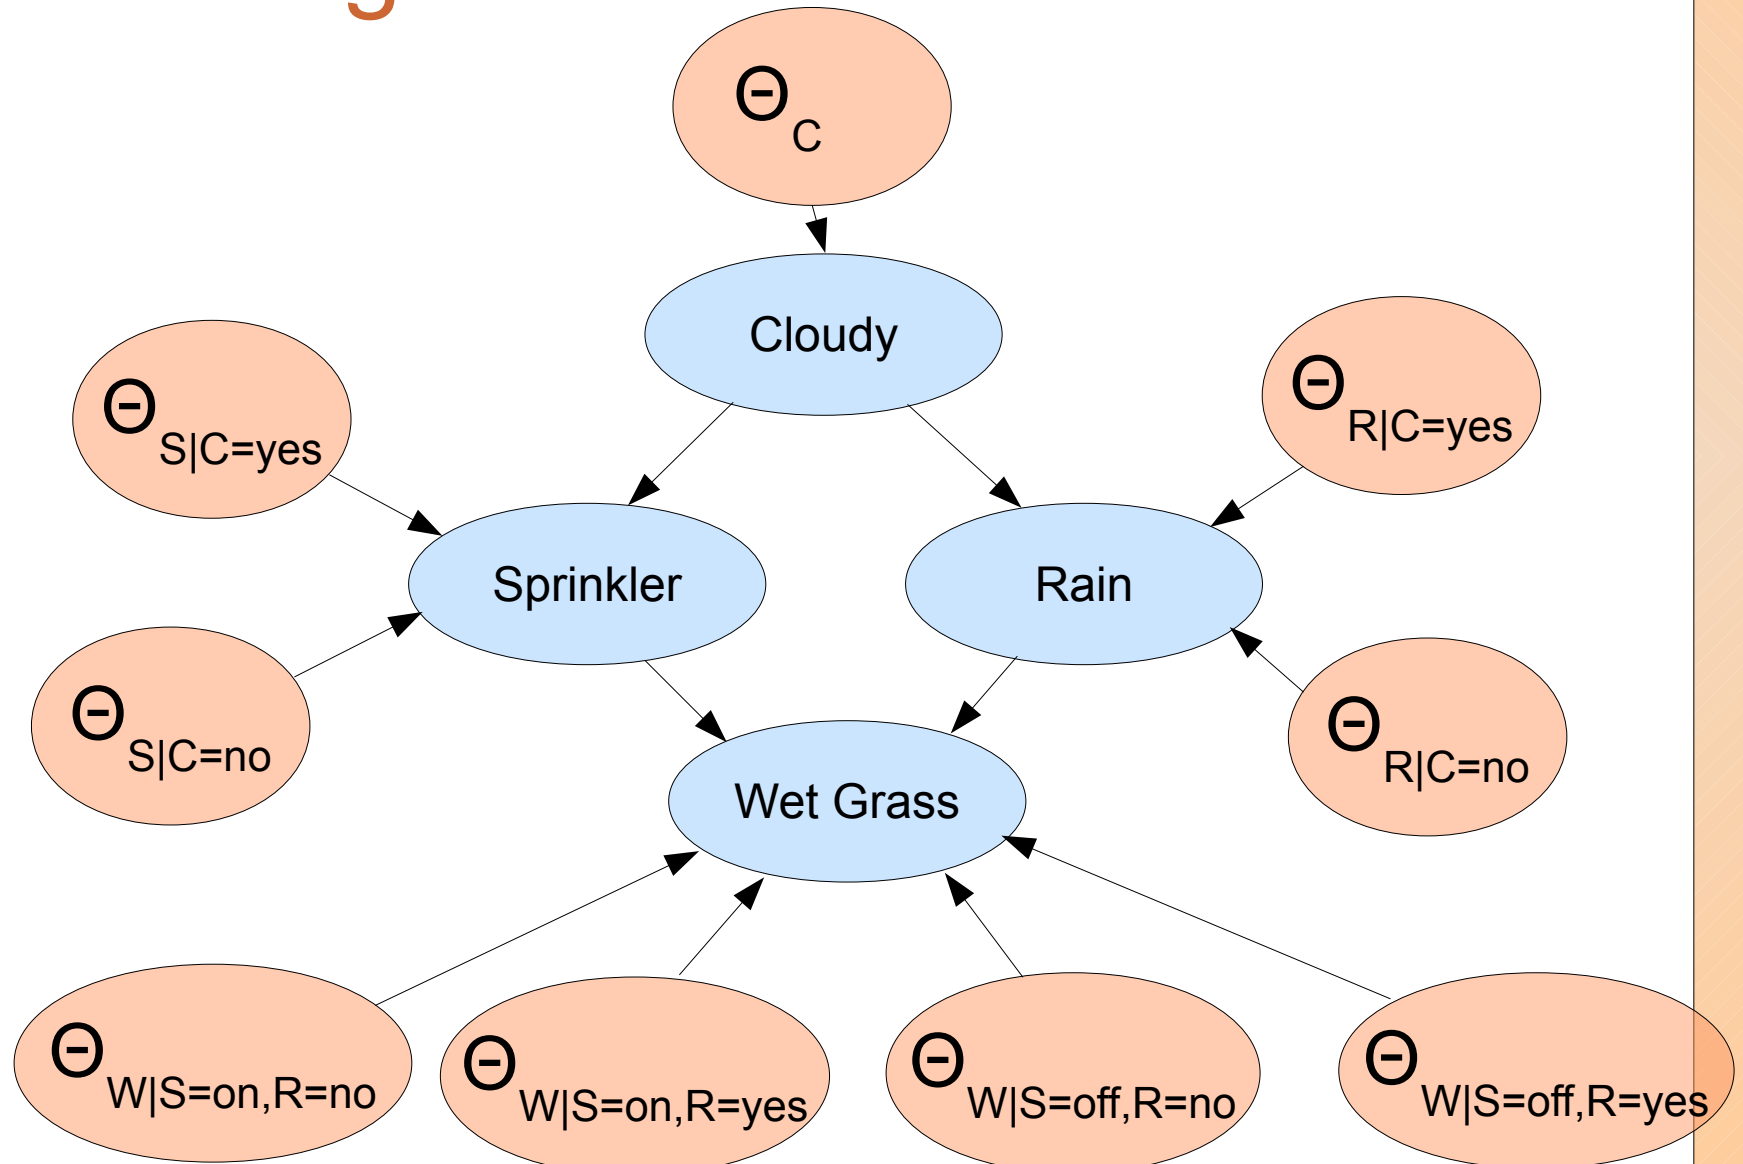 g
Θ C
Cloudy
Θ S|C=yes
Θ R|C=yes
Sprinkler
Rain
Θ S|C=no
Θ R|C=no
Wet Grass
Θ W|S=on,R=no
Θ W|S=on,R=yes
Θ W|S=off,R=no
Θ W|S=off,R=yes